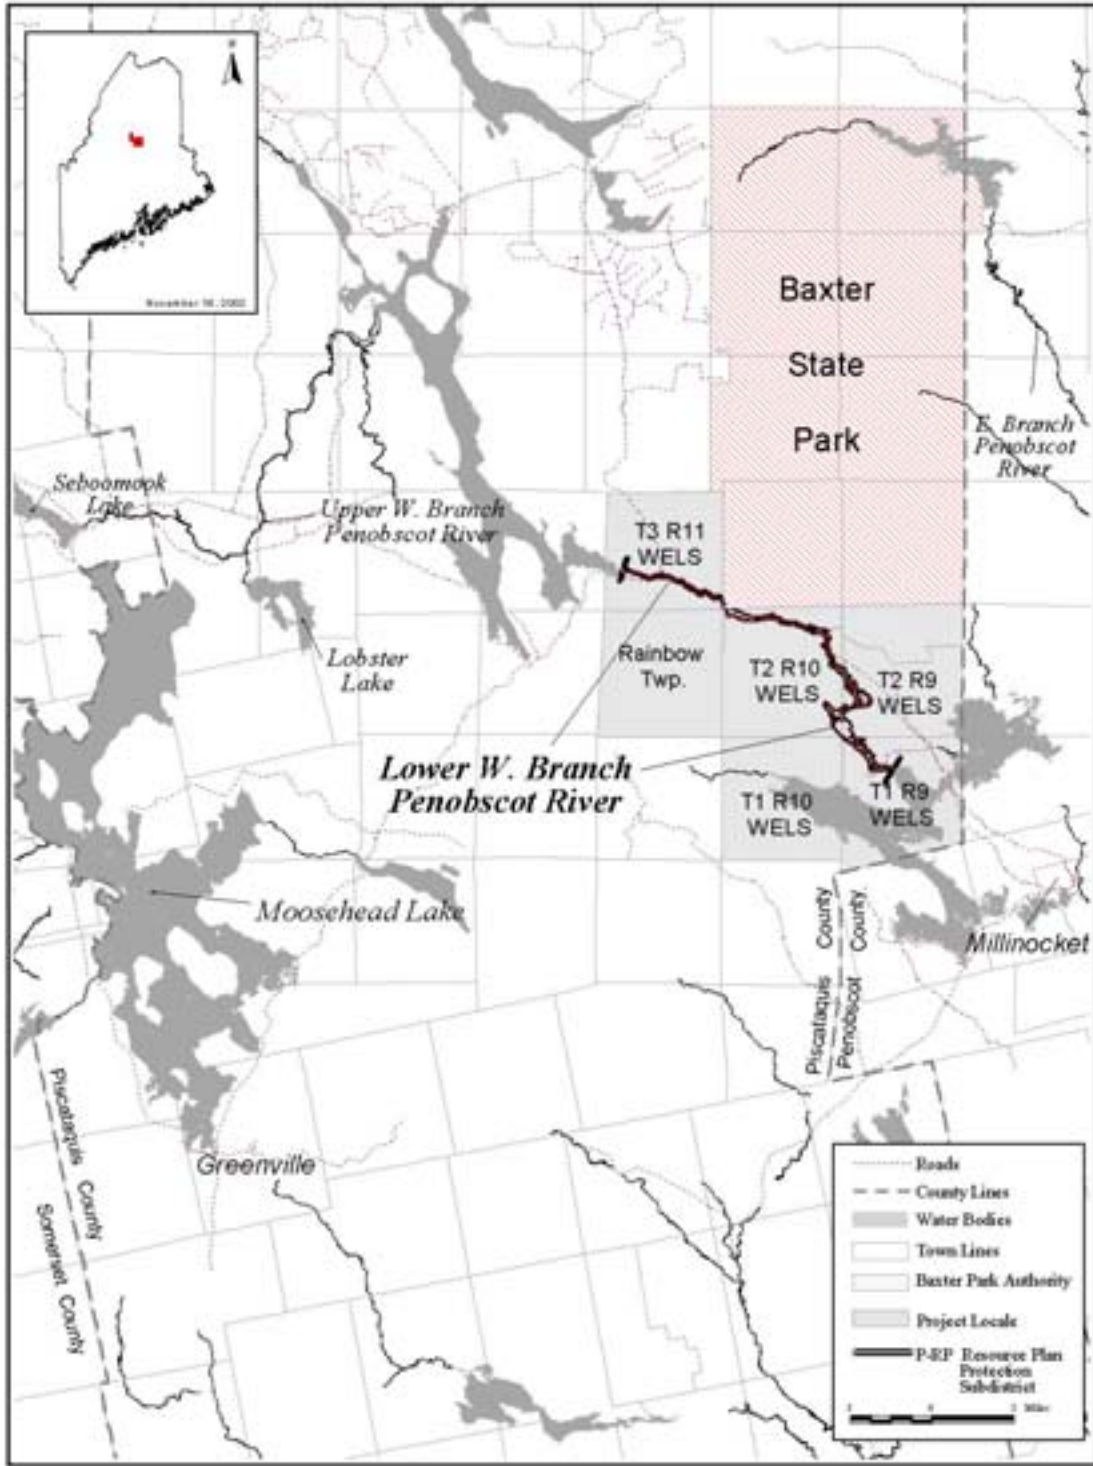 November 16, 2002
Baxter
State
Park
E. Branch
Penobscot
River
Seboomook
Lake
Upper W. Branch
Penobscot River
T3 R11
WELS
Lobster
Lake
Rainbow
Twp.
T2 R10
WELS
T2 R9
WELS
Lower W. Branch
Penobscot River
T1 R10
WELS
T1 R9
WELS
Moosehead Lake
Piscataquis County
Penobscot County
Millinocket
Piscataquis County
Somerset County
Greenville
Roads
County Lines
Water Bodies
Town Lines
Baxter Park Authority
Project Locale
P-RP Resource Plan
Protection
Subdistrict